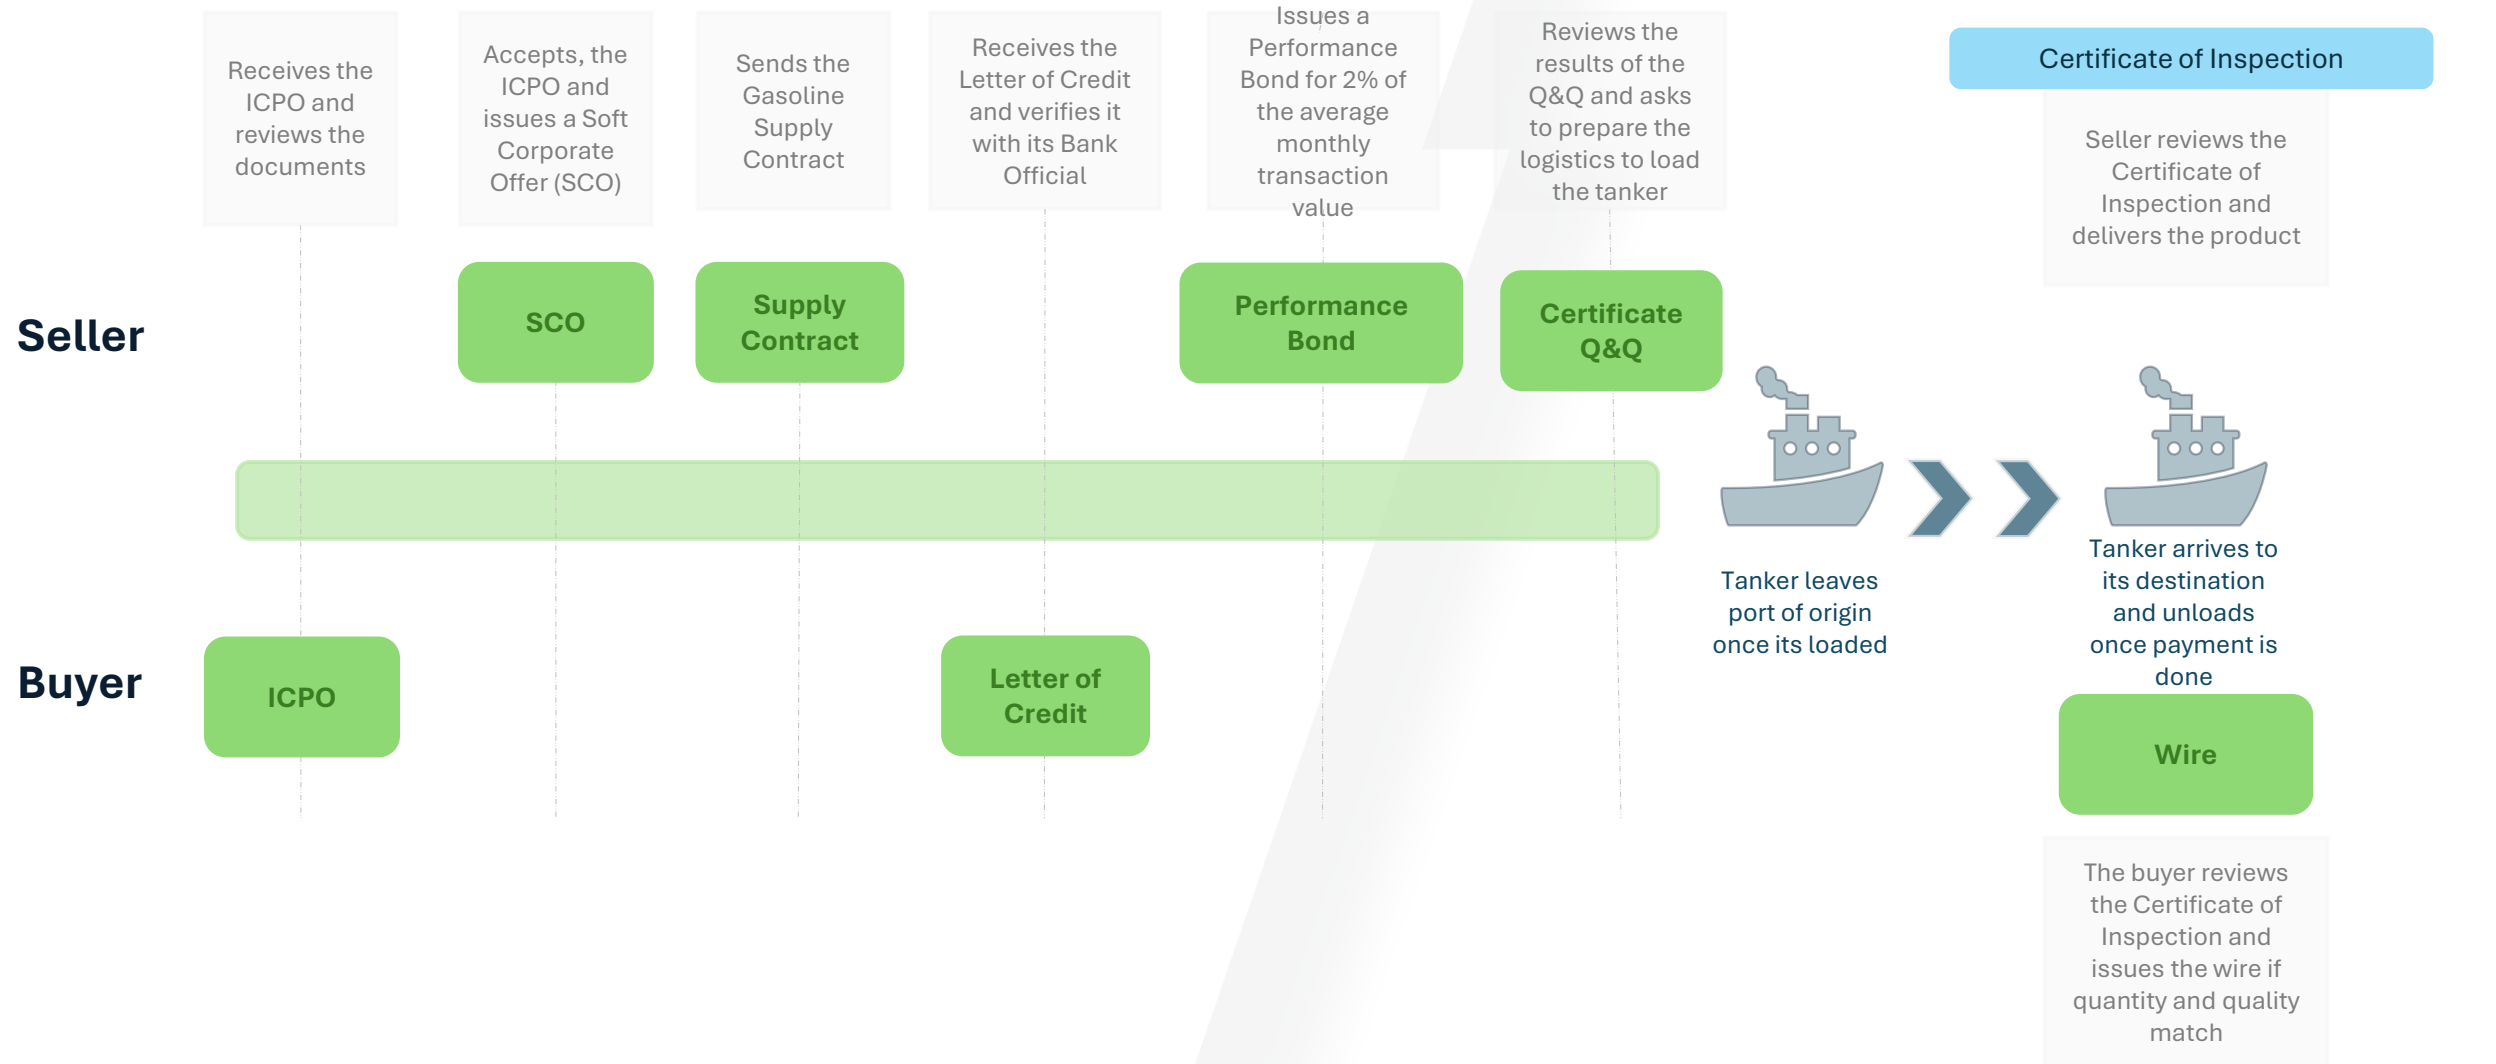 Receives the
ICPO and
reviews the
documents
Accepts, the
ICPO and
issues a Soft
Corporate
Offer (SCO)
Sends the
Gasoline
Supply
Contract
Receives the
Letter of Credit
and verifies it
with its Bank
Official
Issues a
Performance
Bond for 2% of
the average
monthly
transaction
value
Reviews the
results of the
Q&Q and asks
to prepare the
logistics to load
the tanker
Certificate of Inspection
Seller reviews the
Certificate of
Inspection and
delivers the product
Seller
SCO
Supply
Contract
Performance
Bond
Certificate
Q&Q
Tanker leaves
port of origin
once its loaded
Tanker arrives to
its destination
and unloads
once payment is
done
Buyer
ICPO
Letter of
Credit
Wire
The buyer reviews
the Certificate of
Inspection and
issues the wire if
quantity and quality
match